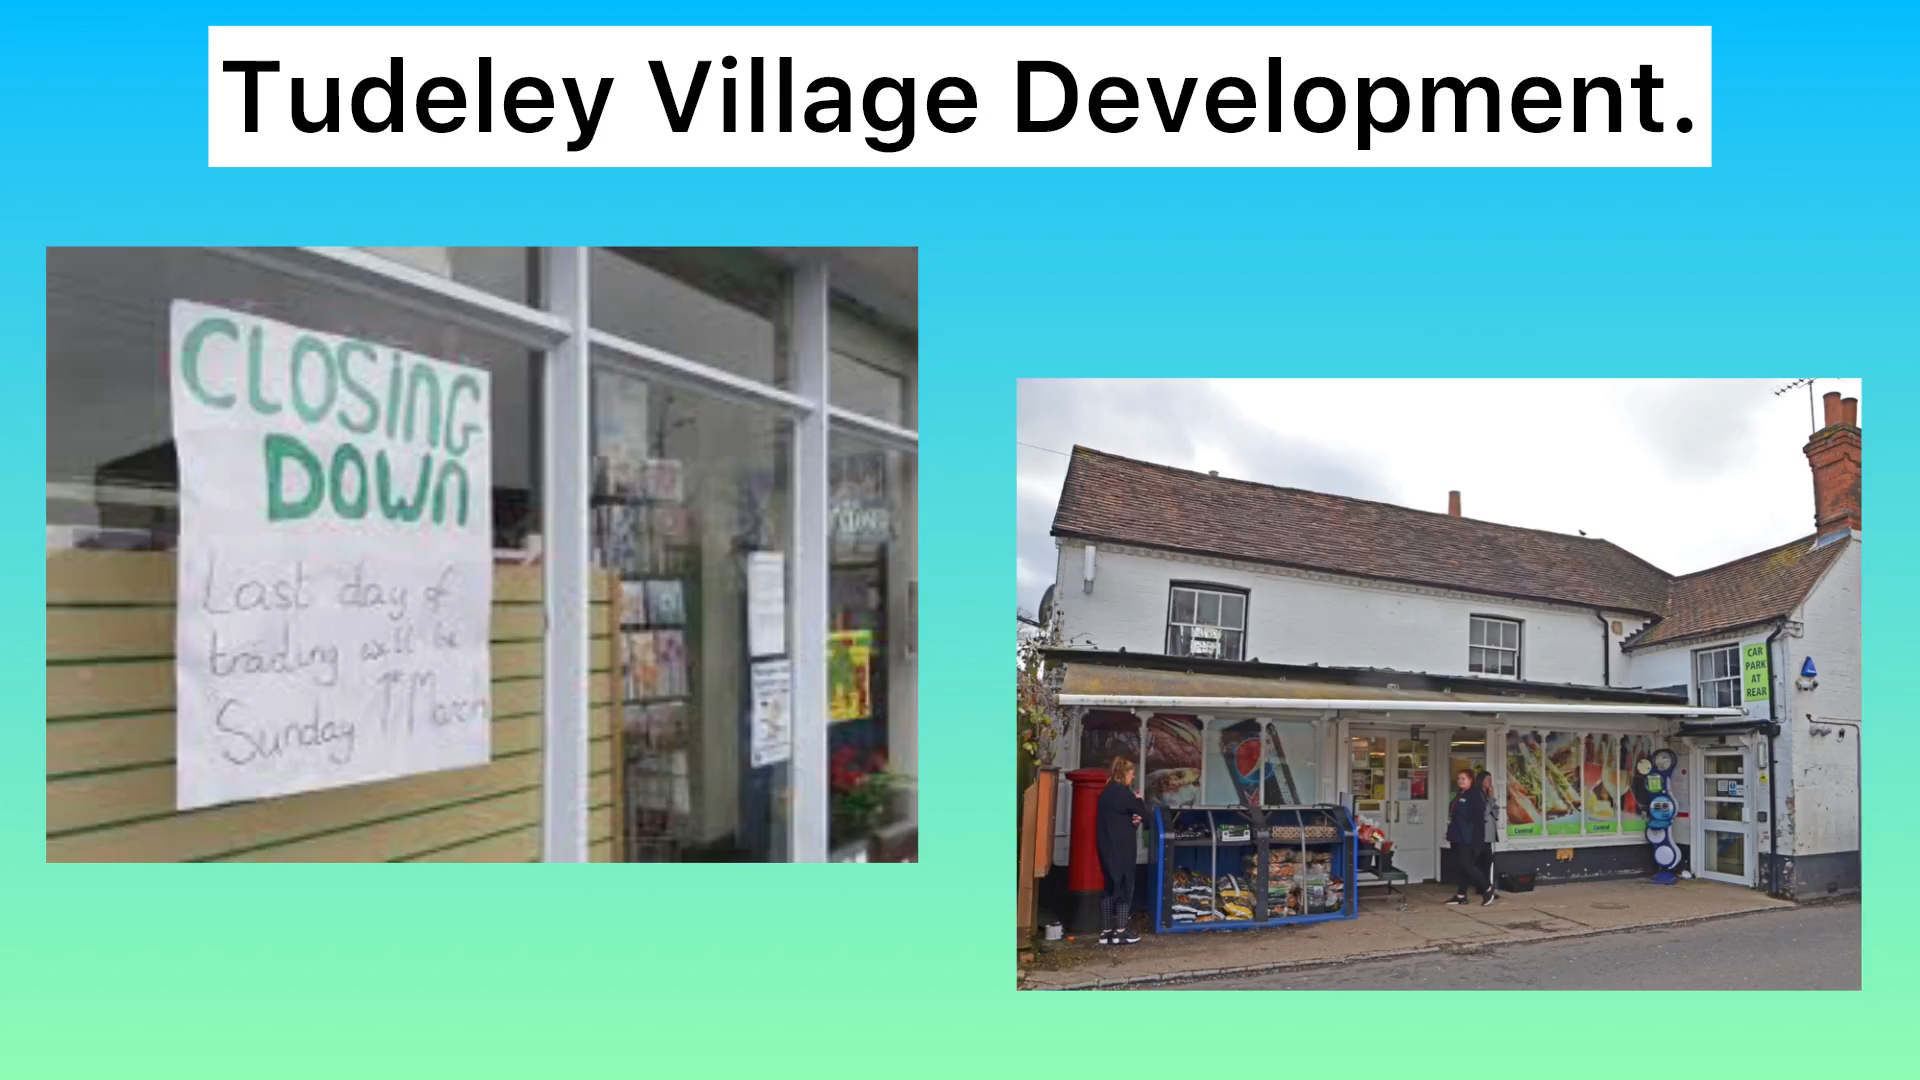 Tudeley Village Development.
CLOSING
DOWN
Last day of
trading will be
Sunday
CAR
PARK
AT
REAR